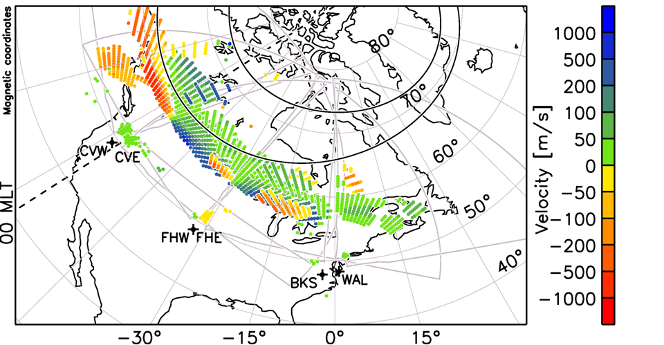 Magnetic coordinates
80°
70°
60°
50°
40°
CVW
CVE
FHW
FHE
BKS
WAL
00 MLT
−30°
−15°
0°
15°
Velocity [m/s]
1000
500
200
100
50
0
−50
−100
−200
−500
−1000